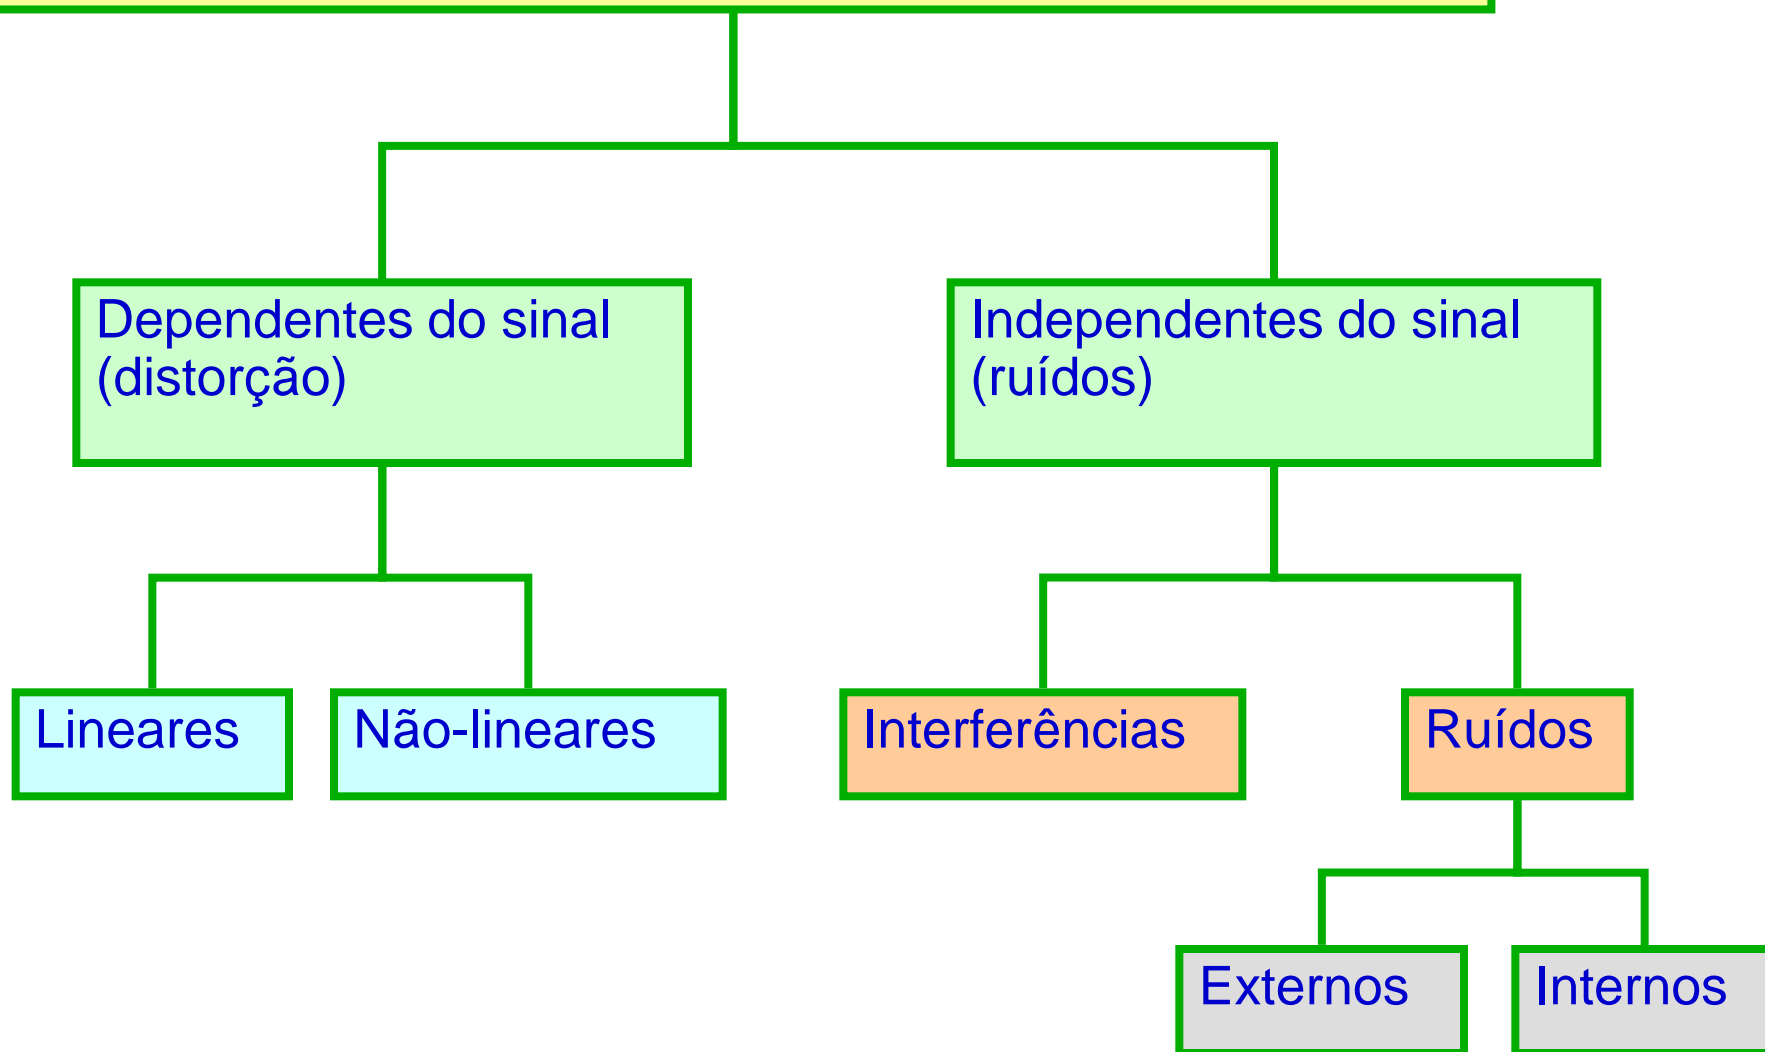 Dependentes do sinal
(distorção)
Independentes do sinal
(ruídos)
Lineares
Não-lineares
Interferências
Ruídos
Externos
Internos